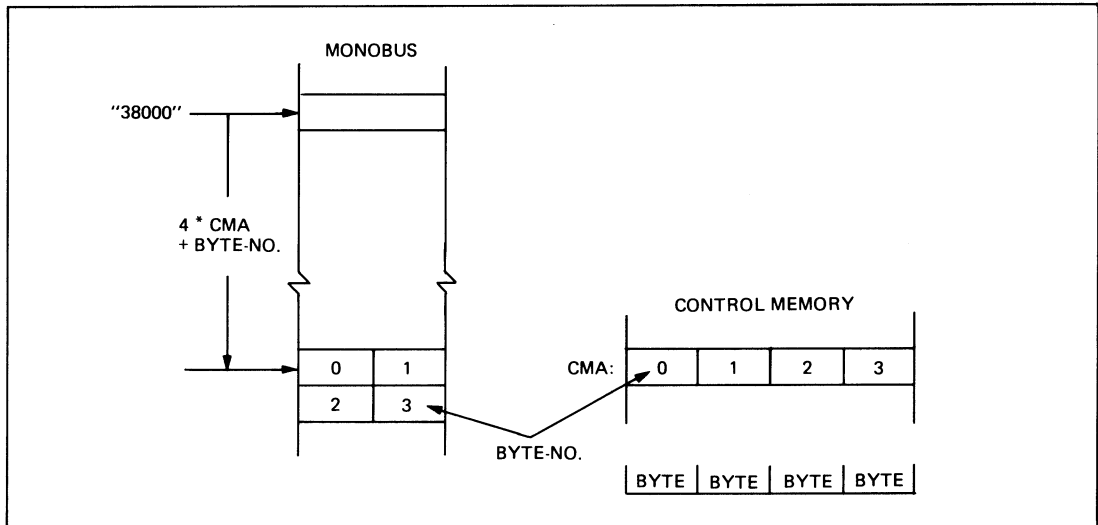 MONOBUS
"38000"
4 * CMA
+ BYTE-NO.
0 1
2 3
BYTE-NO.
CONTROL MEMORY
CMA: 0 1 2 3
BYTE BYTE BYTE BYTE